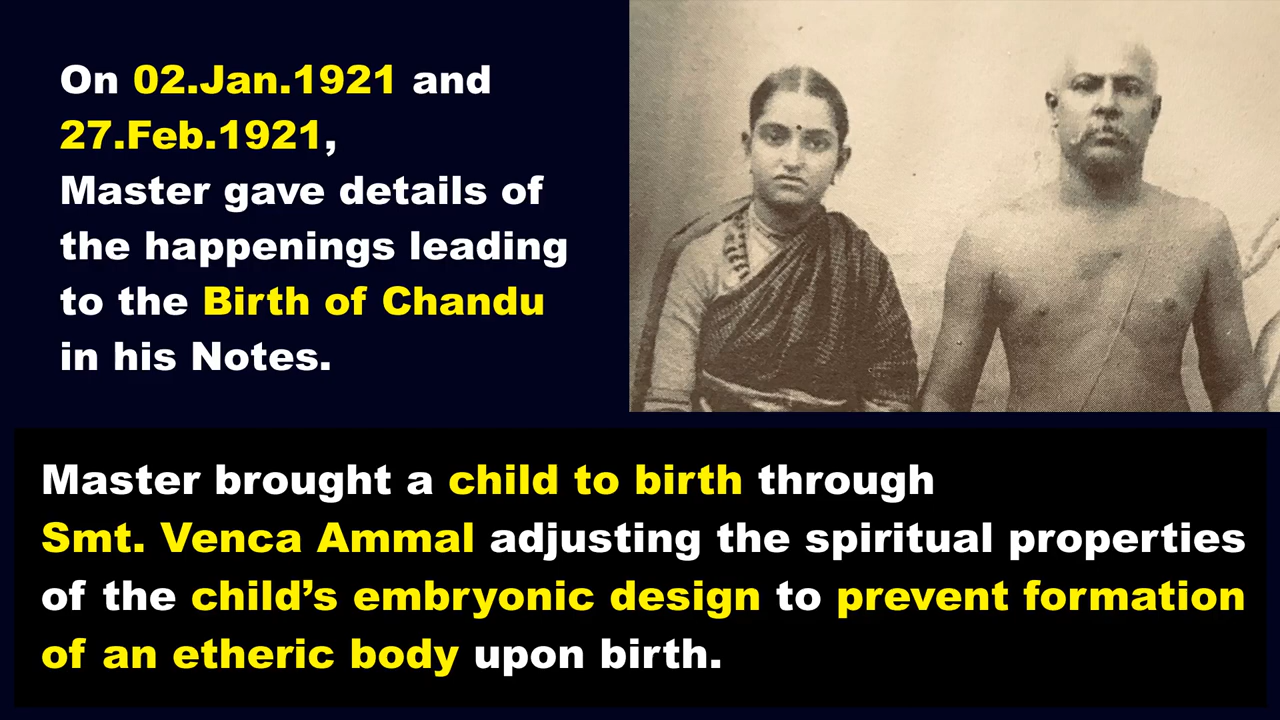 On 02.Jan.1921 and
27.Feb.1921,
Master gave details of
the happenings leading
to the Birth of Chandu
in his Notes.
Master brought a child to birth through
Smt. Venca Ammal adjusting the spiritual properties
of the child’s embryonic design to prevent formation
of an etheric body upon birth.